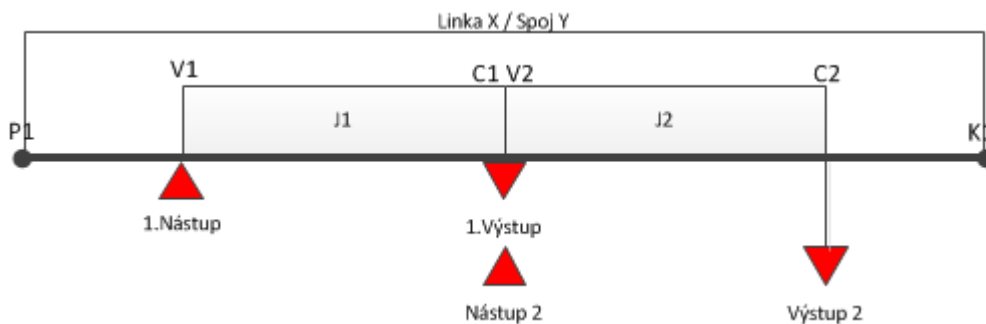 Linka X / Spoj Y
V1
C1 V2
C2
J1
J2
P1
1.Nástup
1.Výstup
Nástup 2
Výstup 2